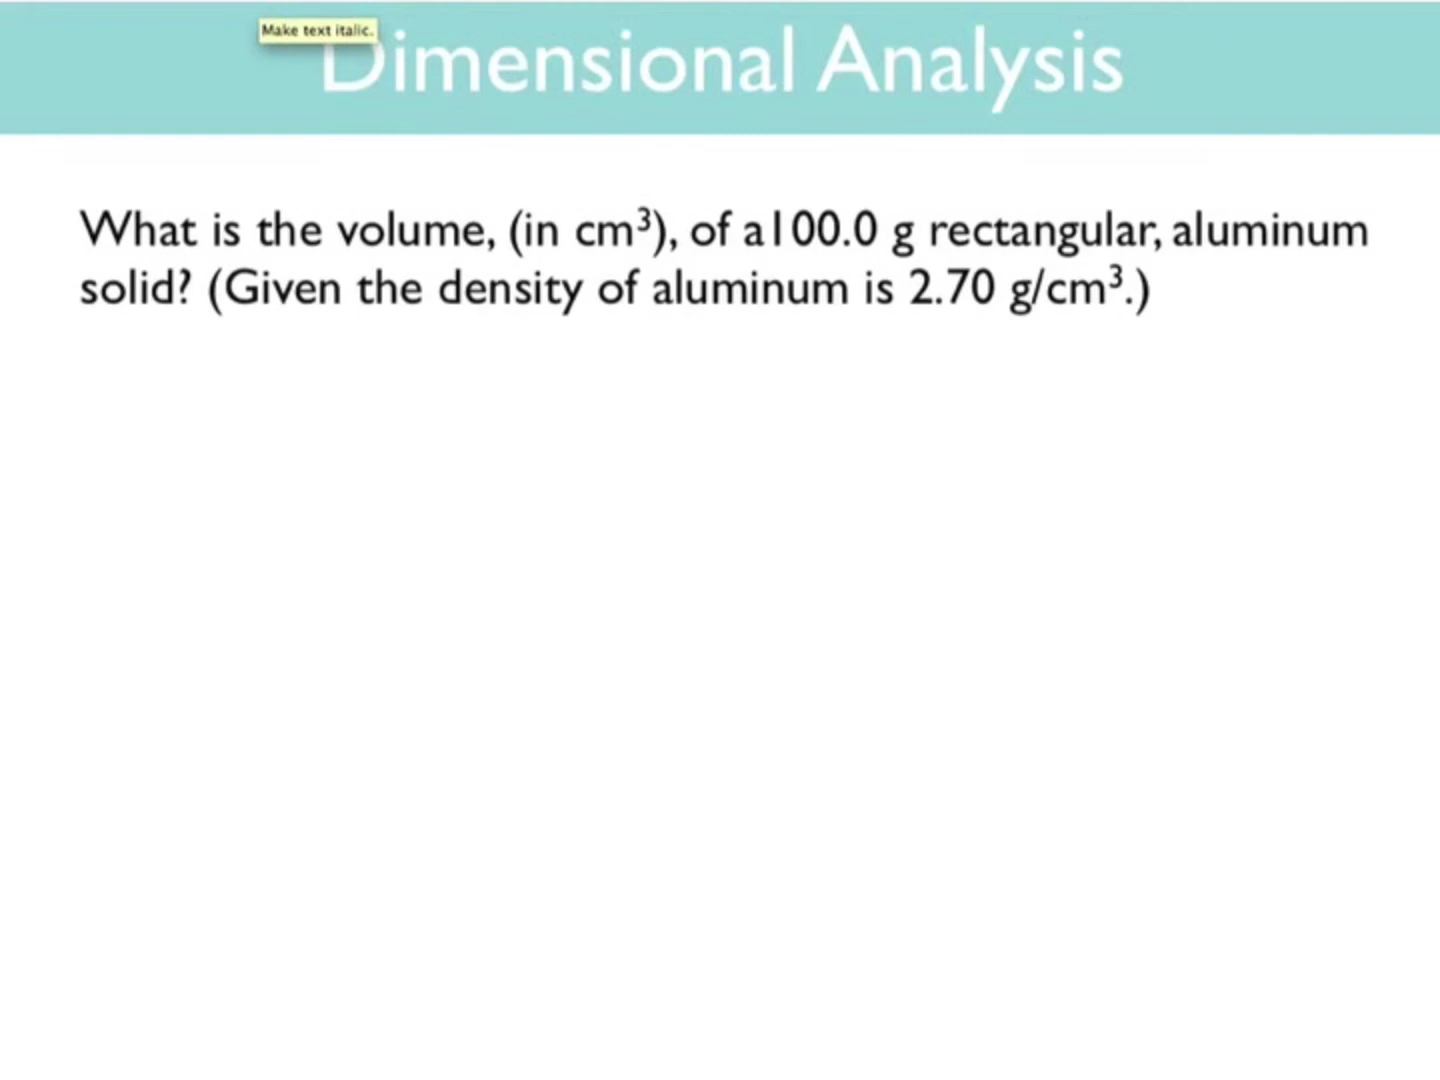 Make text italic.
Dimensional Analysis
What is the volume, (in cm³), of a100.0 g rectangular, aluminum
solid? (Given the density of aluminum is 2.70 g/cm³.)